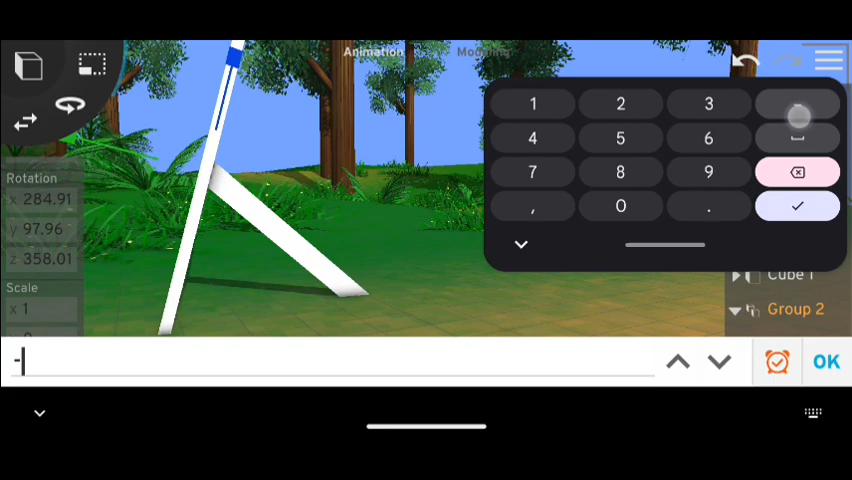 Animation Modeling
Rotation
x 284.91
y 97.96
z 358.01
Scale
x 1
1 2 3 -
4 5 6
7 8 9
, 0 .
Cube 1
Group 2
-
OK